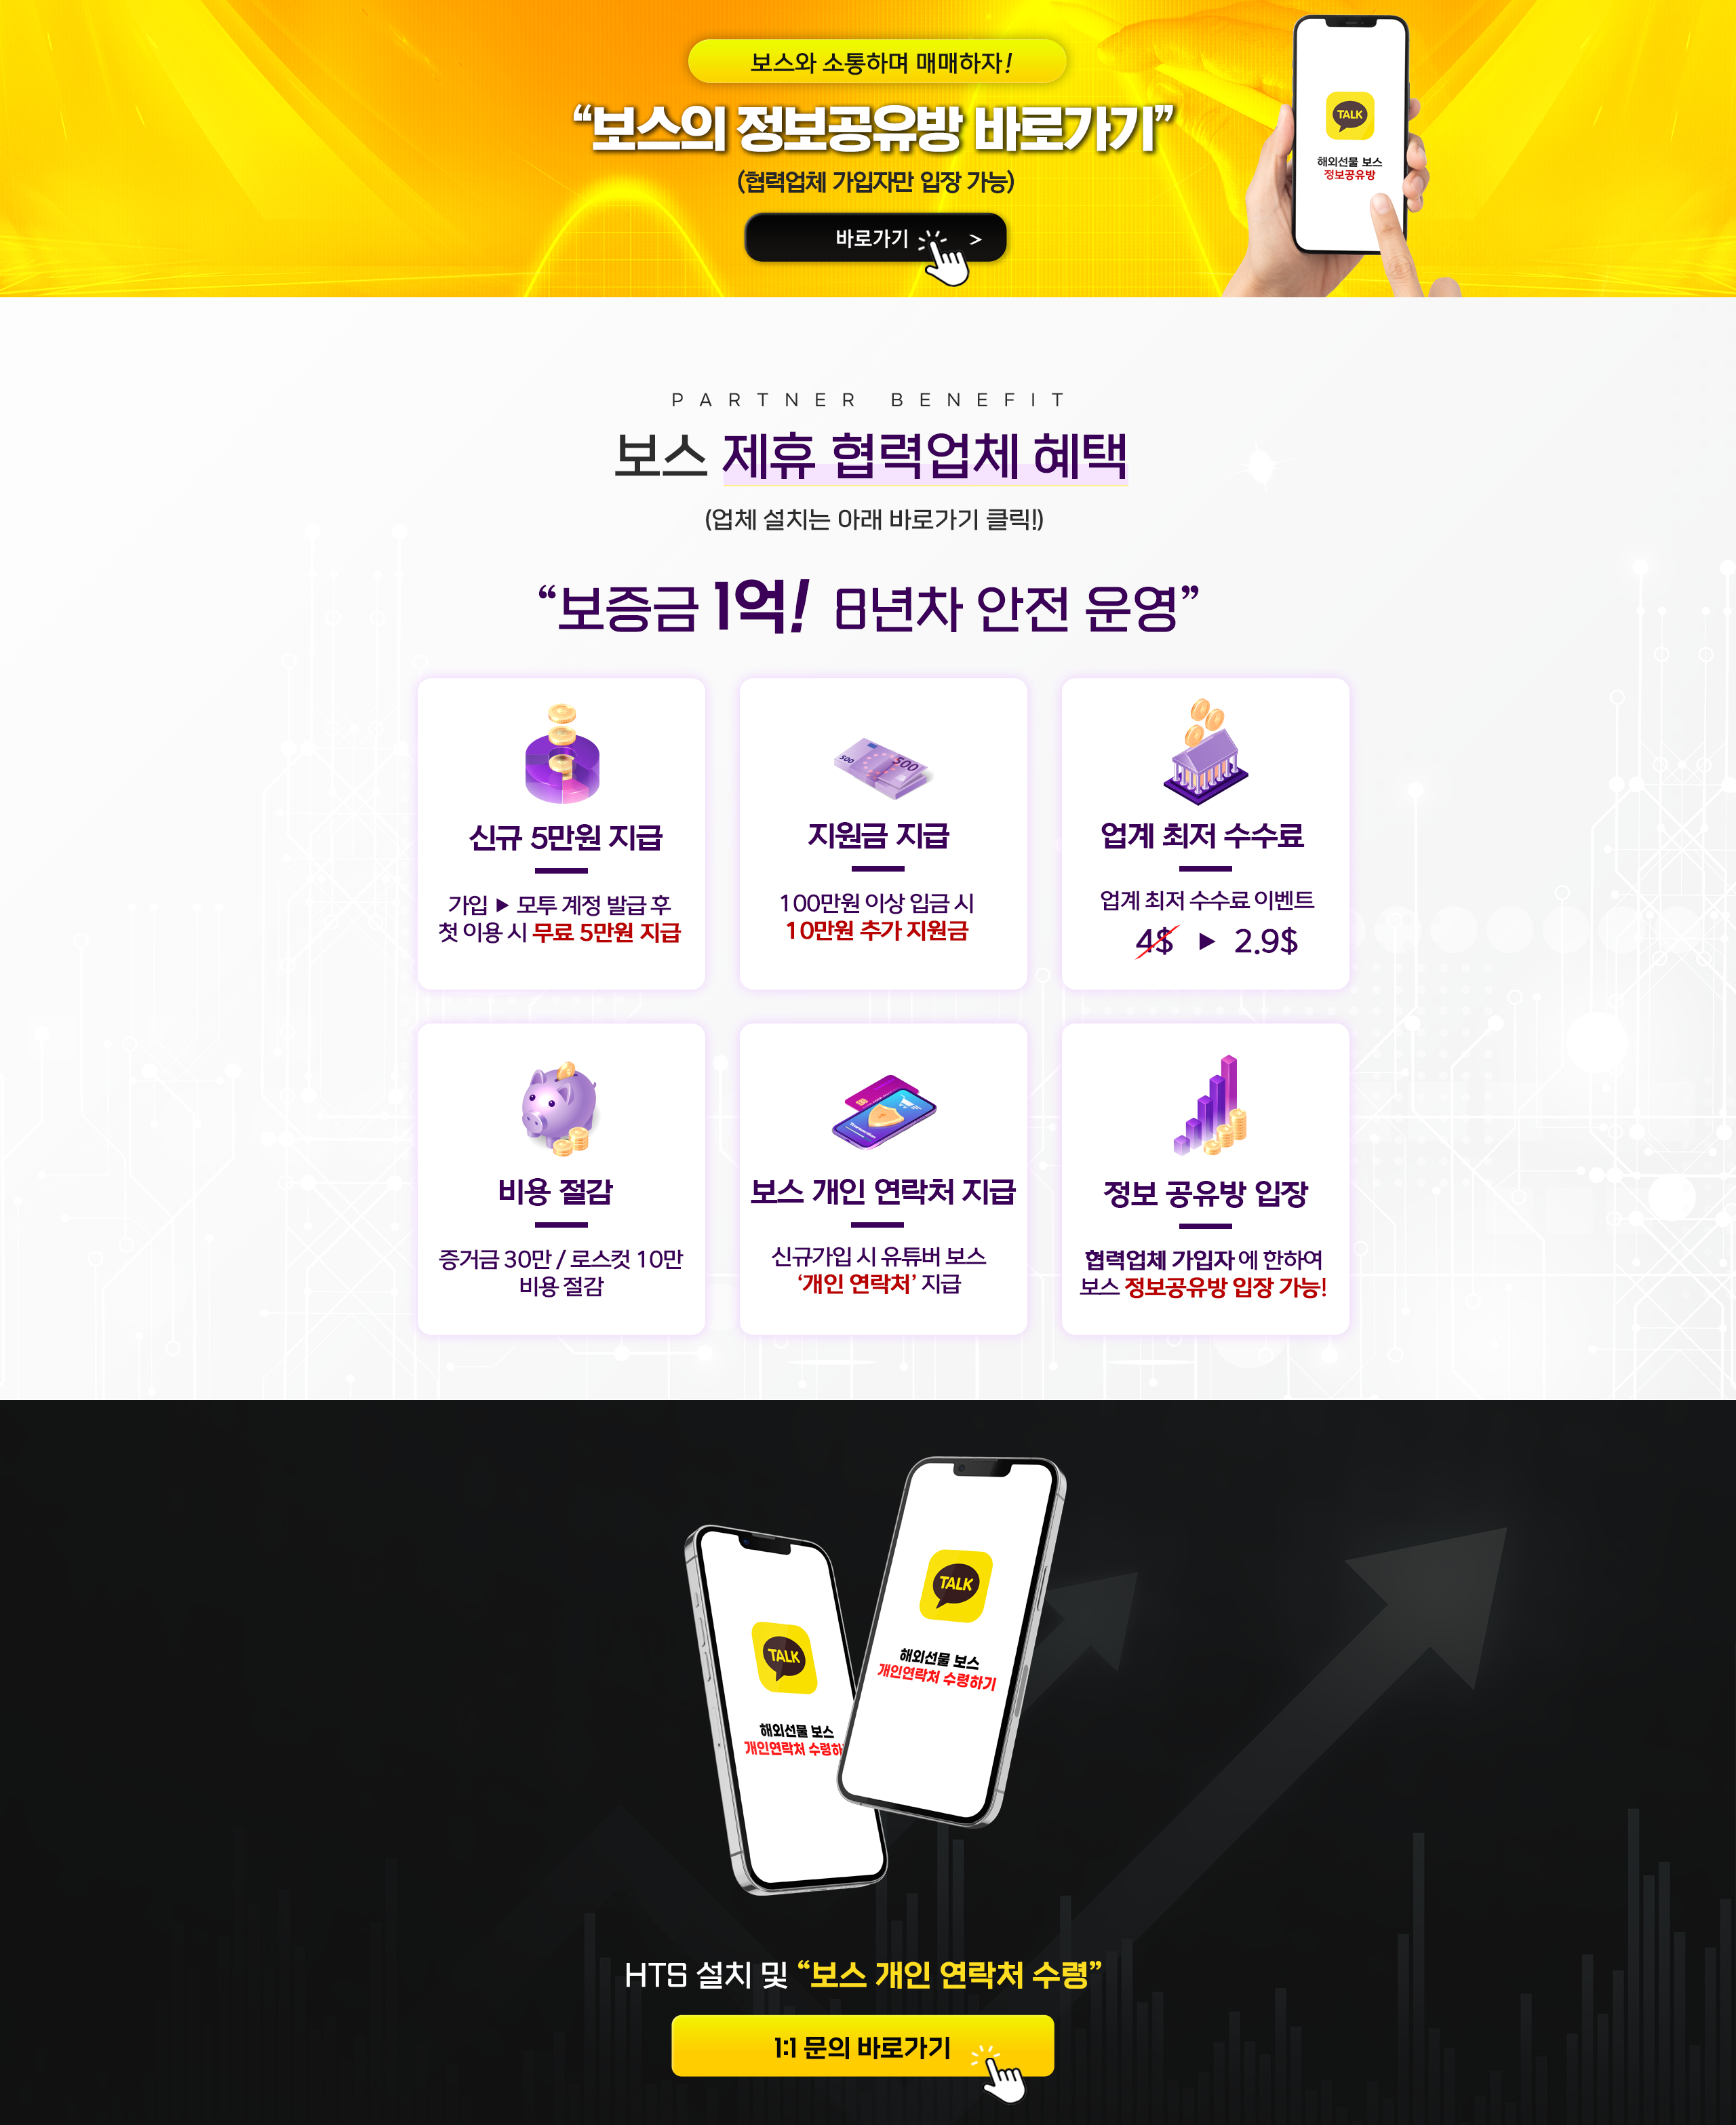 보스와 소통하며 매매하자!
“보스의 정보공유방 바로가기”
(협력업체 가입자만 입장 가능)
바로가기 >
TALK
해외선물 보스
정보공유방
PARTNER BENEFIT
보스 제휴 협력업체 혜택
(업체 설치는 아래 바로가기 클릭!)
“보증금 1억! 8년차 안전 운영”
신규 5만원 지급
가입 ▶ 모투 계정 발급 후
첫 이용 시 무료 5만원 지급
500 500
지원금 지급
100만원 이상 입금 시
10만원 추가 지원금
업계 최저 수수료
업계 최저 수수료 이벤트
4$ ▶ 2.9$
비용 절감
증거금 30만 / 로스컷 10만
비용 절감
보스 개인 연락처 지급
신규가입 시 유튜버 보스
‘개인 연락처’ 지급
정보 공유방 입장
협력업체 가입자에 한하여
보스 정보공유방 입장 가능!
TALK
해외선물 보스
개인연락처 수령하기
TALK
해외선물 보스
개인연락처 수령하
HTS 설치 및 “보스 개인 연락처 수령”
1:1 문의 바로가기